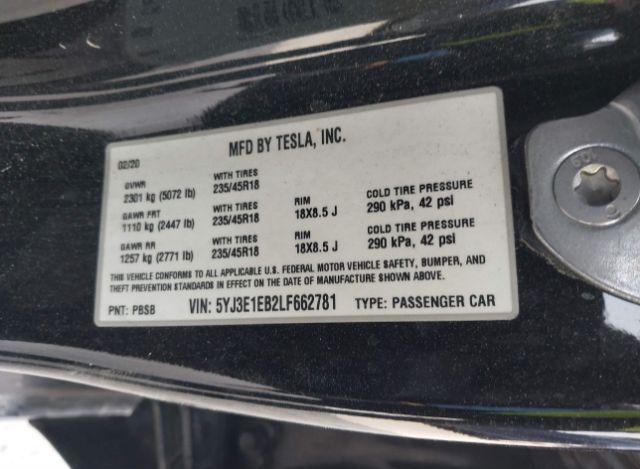 MFD BY TESLA, INC.
02/20
GVWR WITH TIRES
2301 kg (5072 lb) 235/45R18
GAWR FRT WITH TIRES RIM COLD TIRE PRESSURE
1110 kg (2447 lb) 235/45R18 18X8.5 J 290 kPa, 42 psi
GAWR RR WITH TIRES RIM COLD TIRE PRESSURE
1257 kg (2771 lb) 235/45R18 18X8.5 J 290 kPa, 42 psi
THIS VEHICLE CONFORMS TO ALL APPLICABLE U.S. FEDERAL MOTOR VEHICLE SAFETY, BUMPER, AND
THEFT PREVENTION STANDARDS IN EFFECT ON THE DATE OF MANUFACTURE SHOWN ABOVE.
PNT: PBSB VIN: 5YJ3E1EB2LF662781 TYPE: PASSENGER CAR